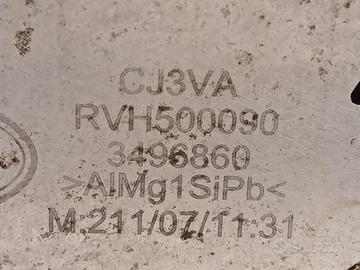 CJ3VA
RVH500090
3496860
>AlMg1SiPb<
M:211/07/11:31